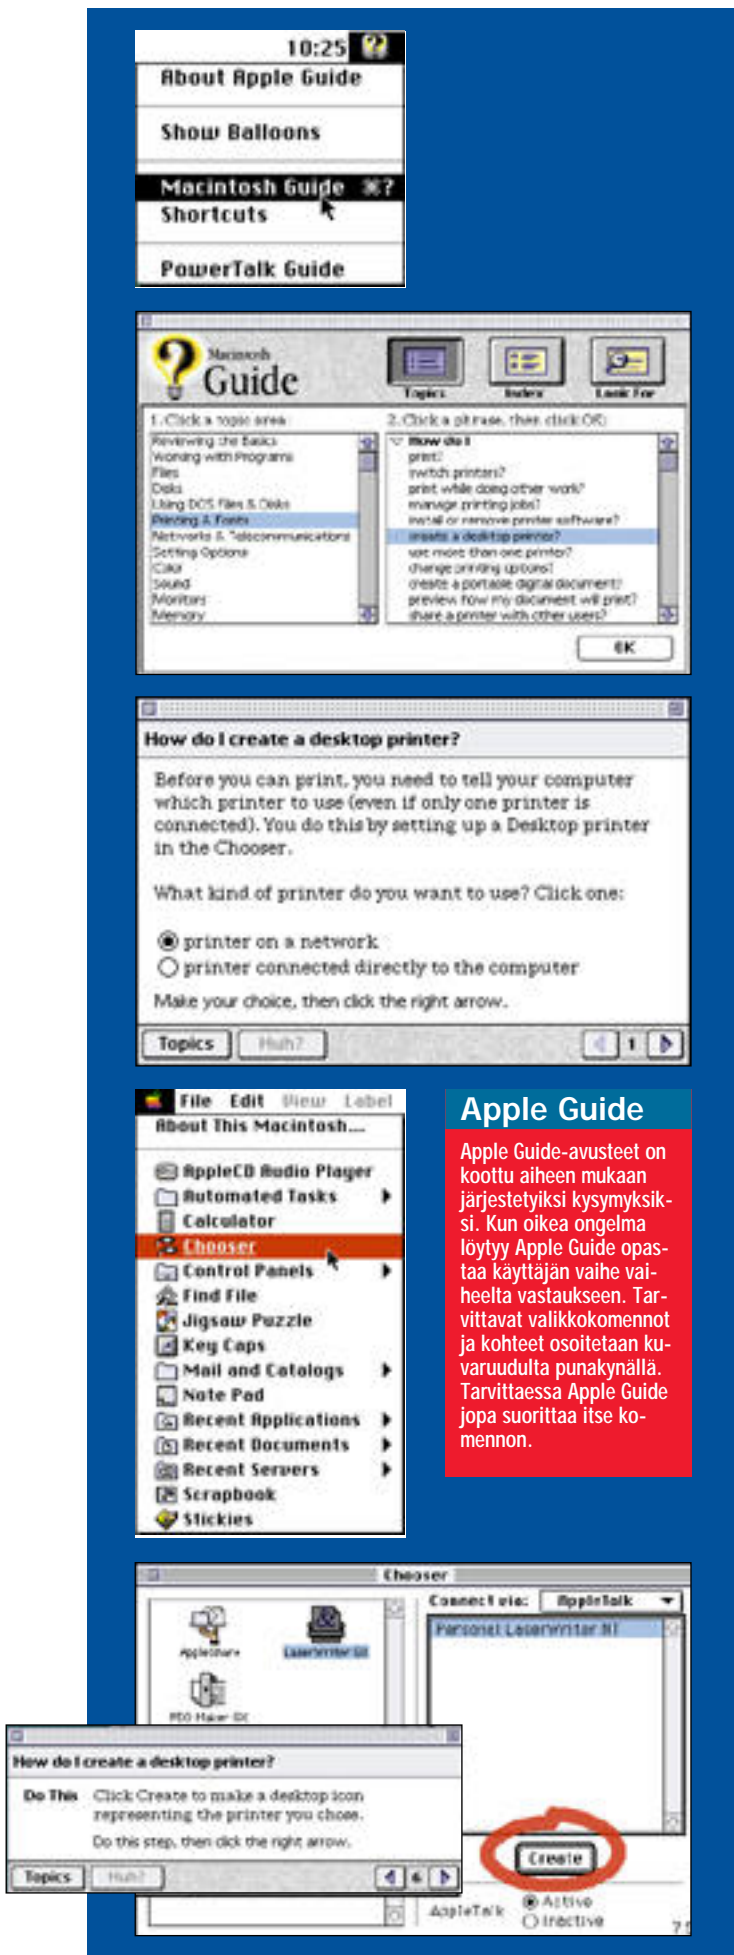 10:25
About Apple Guide
Show Balloons
Macintosh Guide ⌘?
Shortcuts
PowerTalk Guide
Macintosh
Guide
Topics
Index
Look For
1. Click a topic area:
Reviewing the Basics
Working with Programs
Files
Disks
Using DOS Files & Disks
Printing & Fonts
Networks & Telecommunications
Setting Options
Color
Sound
Monitors
Memory
2. Click a phrase, then click OK:
How do I
print?
switch printers?
print while doing other work?
manage printing jobs?
install or remove printer software?
create a desktop printer?
use more than one printer?
change printing options?
create a portable digital document?
preview how my document will print?
share a printer with other users?
OK
How do I create a desktop printer?
Before you can print, you need to tell your computer
which printer to use (even if only one printer is
connected). You do this by setting up a Desktop printer
in the Chooser.
What kind of printer do you want to use? Click one:
printer on a network
printer connected directly to the computer
Make your choice, then click the right arrow.
Topics
Huh?
1
File Edit View Label
About This Macintosh...
AppleCD Audio Player
Automated Tasks
Calculator
Chooser
Control Panels
Find File
Jigsaw Puzzle
Key Caps
Mail and Catalogs
Note Pad
Recent Applications
Recent Documents
Recent Servers
Scrapbook
Stickies
Apple Guide
Apple Guide-avusteet on
koottu aiheen mukaan
järjestetyiksi kysymyksik-
si. Kun oikea ongelma
löytyy Apple Guide opas-
taa käyttäjän vaihe vai-
heelta vastaukseen. Tar-
vittavat valikkokomennot
ja kohteet osoitetaan ku-
varuudulta punakynällä.
Tarvittaessa Apple Guide
jopa suorittaa itse ko-
mennon.
Chooser
AppleShare
LaserWriter GX
PDD Maker GX
Connect via: AppleTalk
Personal LaserWriter NT
Create
AppleTalk
Active
Inactive
How do I create a desktop printer?
Do This Click Create to make a desktop icon
representing the printer you chose.
Do this step, then click the right arrow.
Topics
Huh?
6